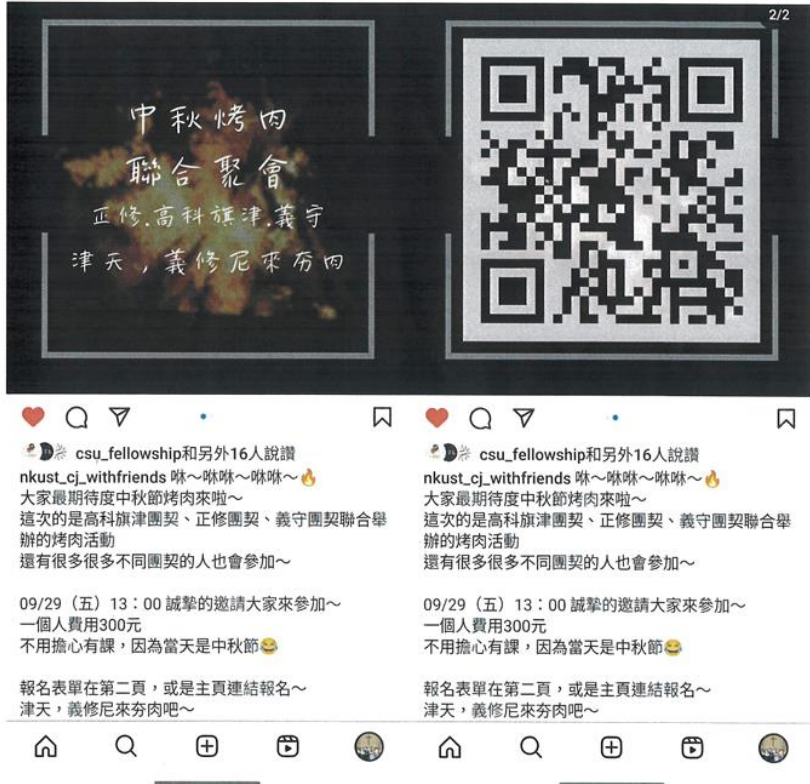 中秋烤肉
聯合聚會
正修.高科旗津.義守
津天，義修尼來夯肉
csu_fellowship和另外16人說讚
nkust_cj_withfriends 咻～咻咻～咻咻～🔥
大家最期待度中秋節烤肉來啦～
這次的是高科旗津團契、正修團契、義守團契聯合舉
辦的烤肉活動
還有很多很多不同團契的人也會參加～
09/29（五）13：00 誠摯的邀請大家來參加～
一個人費用300元
不用擔心有課，因為當天是中秋節😂
報名表單在第二頁，或是主頁連結報名～
津天，義修尼來夯肉吧～
2/2
csu_fellowship和另外16人說讚
nkust_cj_withfriends 咻～咻咻～咻咻～🔥
大家最期待度中秋節烤肉來啦～
這次的是高科旗津團契、正修團契、義守團契聯合舉
辦的烤肉活動
還有很多很多不同團契的人也會參加～
09/29（五）13：00 誠摯的邀請大家來參加～
一個人費用300元
不用擔心有課，因為當天是中秋節😂
報名表單在第二頁，或是主頁連結報名～
津天，義修尼來夯肉吧～